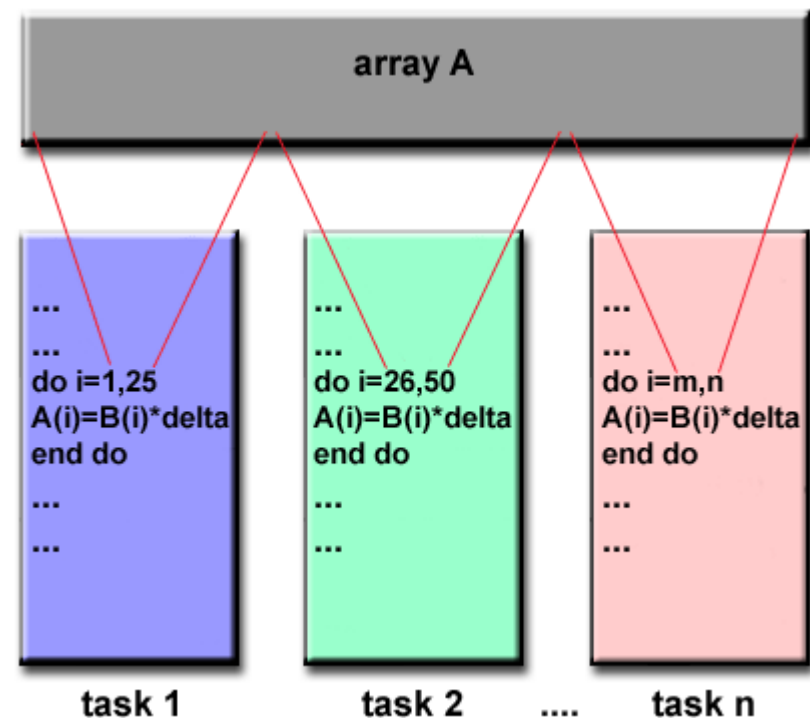 array A
...
...
do i=1,25
A(i)=B(i)*delta
end do
...
...
task 1
...
...
do i=26,50
A(i)=B(i)*delta
end do
...
...
task 2
....
...
...
do i=m,n
A(i)=B(i)*delta
end do
...
...
task n